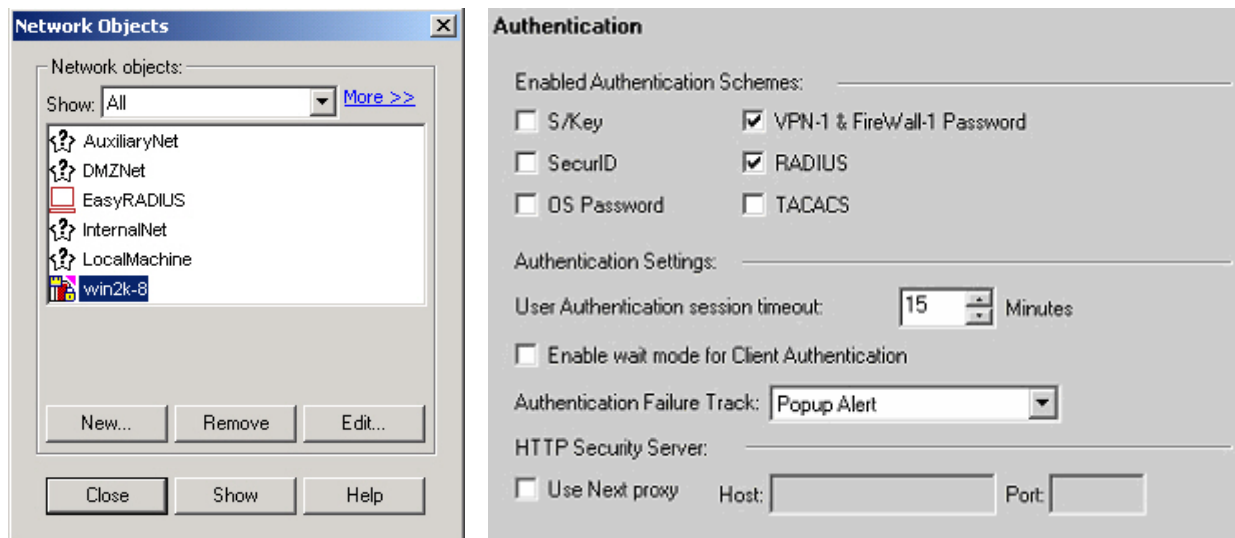 Network Objects
Network objects:
Show: All More >>
AuxiliaryNet
DMZNet
EasyRADIUS
InternalNet
LocalMachine
win2k-8
New... Remove Edit...
Close Show Help
Authentication
Enabled Authentication Schemes:
S/Key VPN-1 & FireWall-1 Password
SecurID RADIUS
OS Password TACACS
Authentication Settings:
User Authentication session timeout: 15 Minutes
Enable wait mode for Client Authentication
Authentication Failure Track: Popup Alert
HTTP Security Server:
Use Next proxy Host: Port: